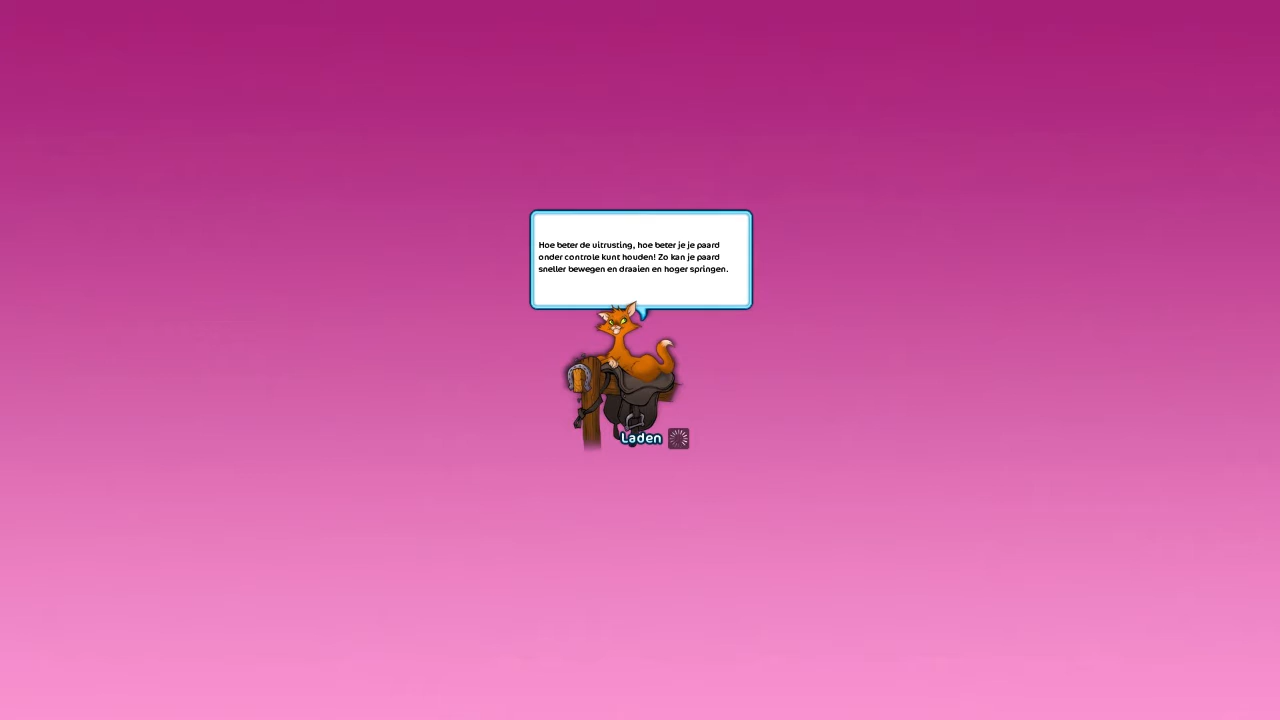 Hoe beter de uitrusting, hoe beter je je paard
onder controle kunt houden! Zo kan je paard
sneller bewegen en draaien en hoger springen.
Laden